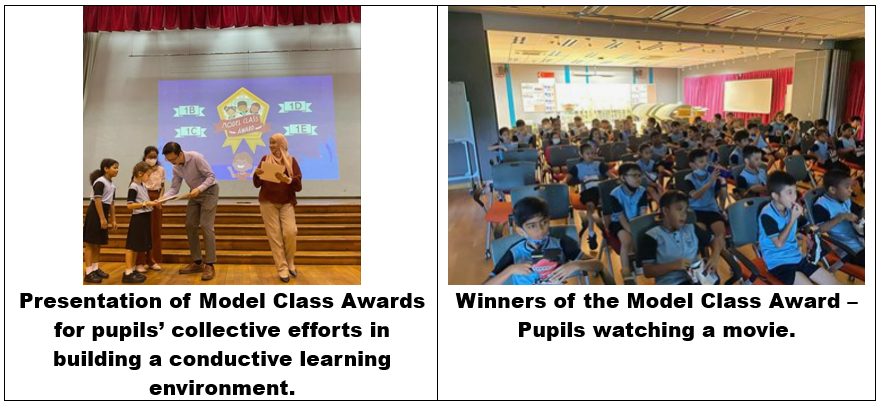 1B
1D
MODEL CLASS
AWARD
1C
1E
Presentation of Model Class Awards
for pupils’ collective efforts in
building a conductive learning
environment.
Winners of the Model Class Award –
Pupils watching a movie.